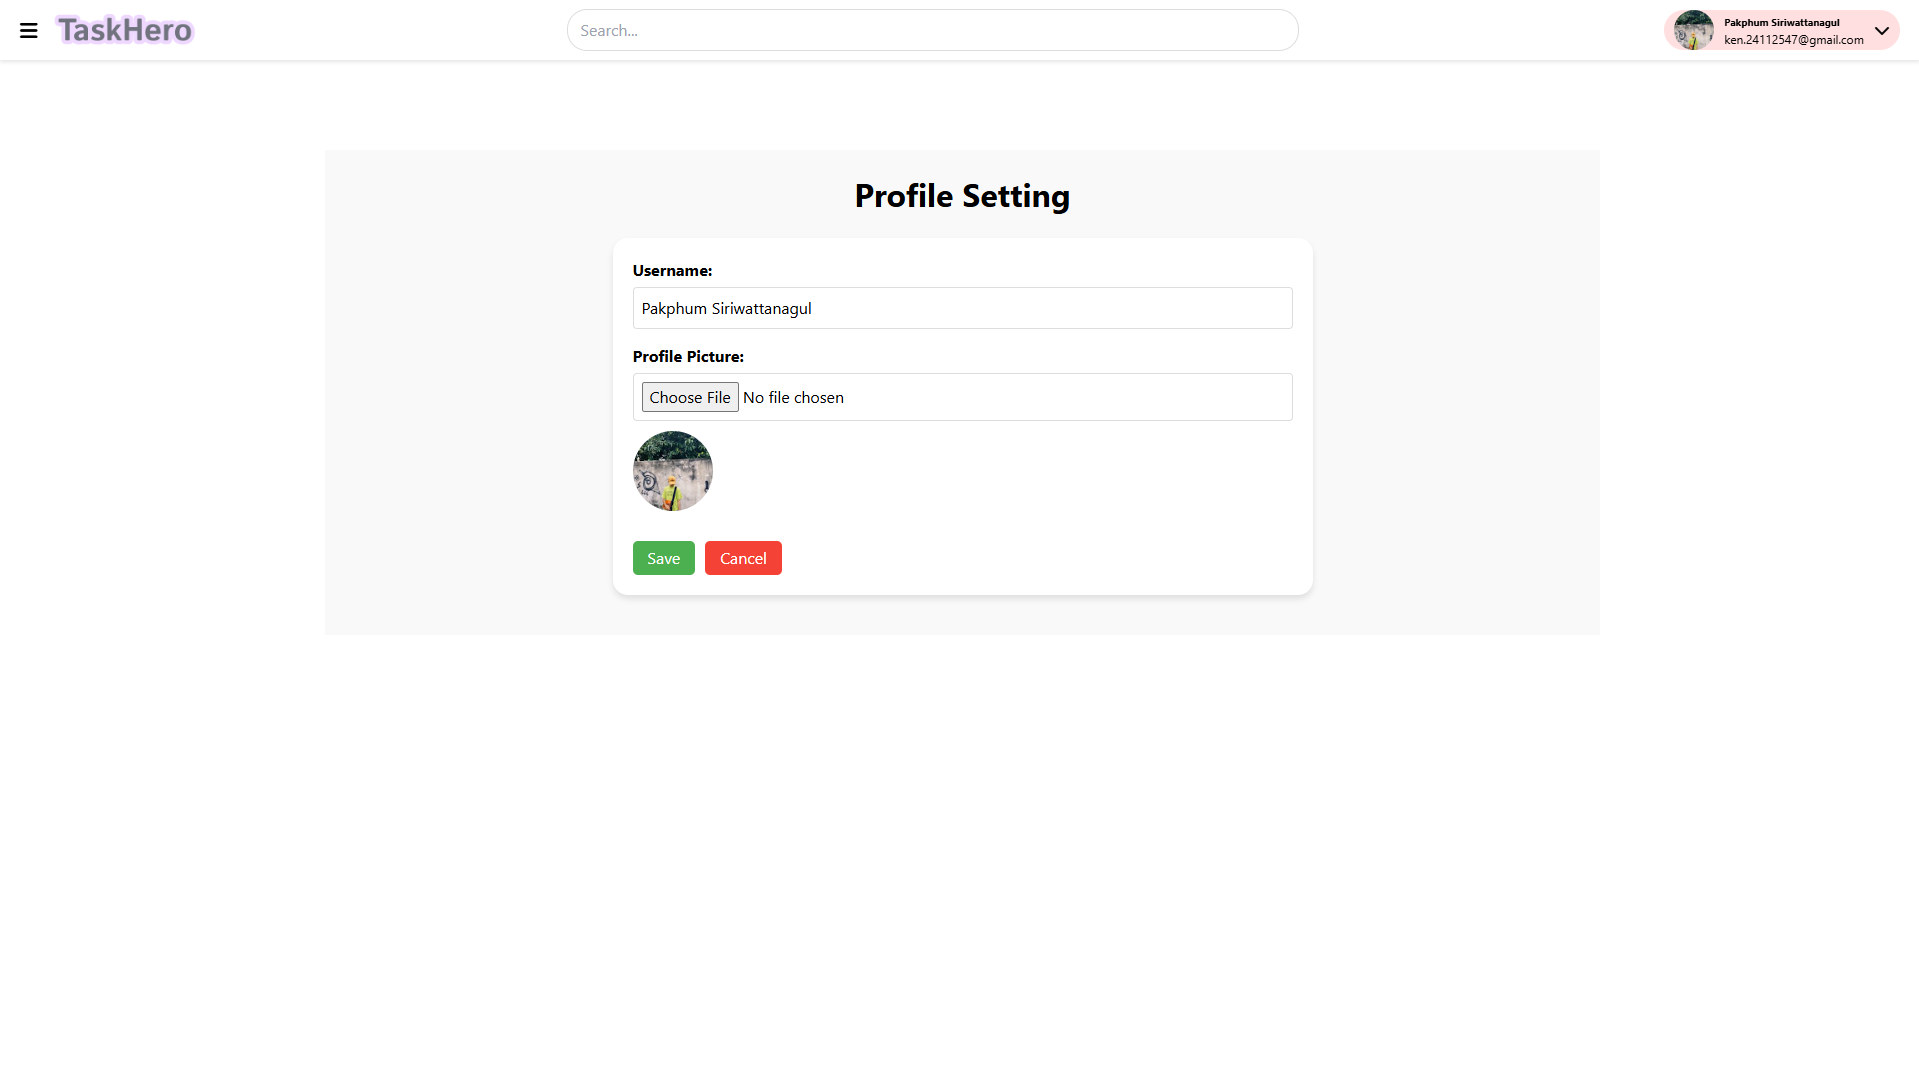 TaskHero
Search...
Pakphum Siriwattanagul
ken.24112547@gmail.com
Profile Setting
Username:
Pakphum Siriwattanagul
Profile Picture:
Choose File No file chosen
Save Cancel